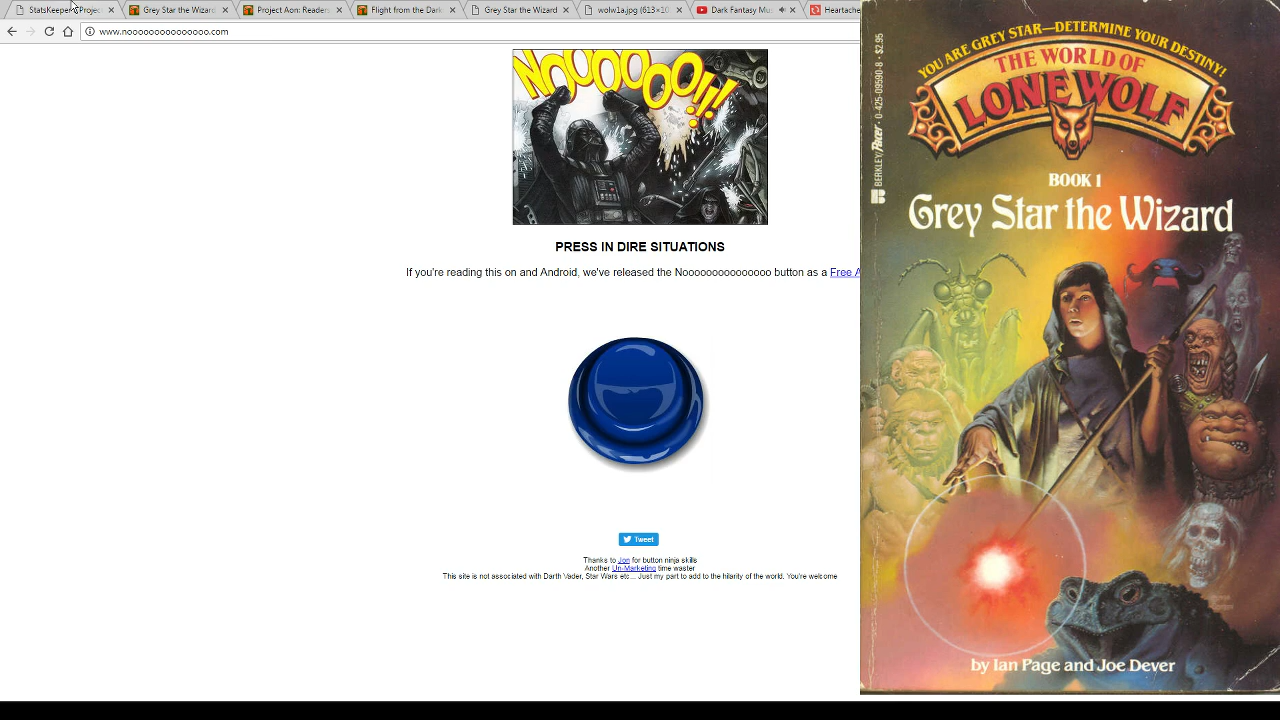 StatsKeeper: Projec
Grey Star the Wizard
Project Aon: Readers
Flight from the Dark
Grey Star the Wizard
wolw1a.jpg (613×10
Dark Fantasy Mus
Heartache
www.nooooooooooooooo.com
NOOOOOO!!!
PRESS IN DIRE SITUATIONS
If you're reading this on and Android, we've released the Nooooooooooooooo button as a Free A
Tweet
Thanks to Jon for button ninja skills
Another Un-Marketing time waster
This site is not associated with Darth Vader, Star Wars etc... Just my part to add to the hilarity of the world. You're welcome
YOU ARE GREY STAR—DETERMINE YOUR DESTINY!
THE WORLD OF
LONE WOLF
BERKLEY/Pacer • 0-425-09590-8 • $2.95
BOOK 1
Grey Star the Wizard
by Ian Page and Joe Dever